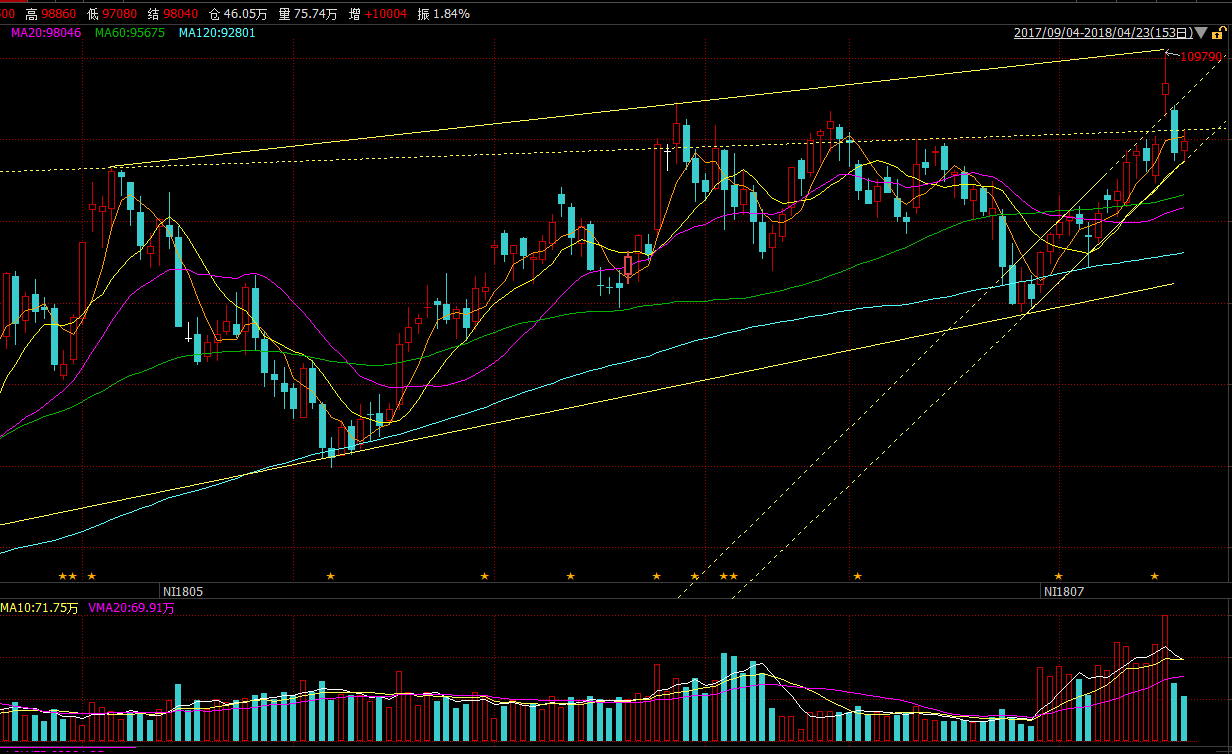 高 98860 低 97080 结 98040 仓 46.05万 量 75.74万 增 +10004 振 1.84%
MA20:98046 MA60:95675 MA120:92801 2017/09/04-2018/04/23(153日)
109790
NI1805 NI1807
MA10:71.75万 VMA20:69.91万